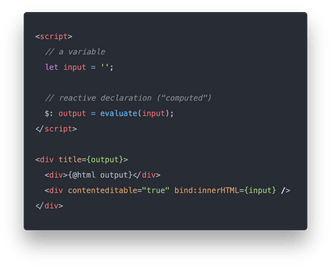 <script>
// a variable
let input = '';
// reactive declaration ("computed")
$: output = evaluate(input);
</script>
<div title={output}>
<div>{@html output}</div>
<div contenteditable="true" bind:innerHTML={input} />
</div>